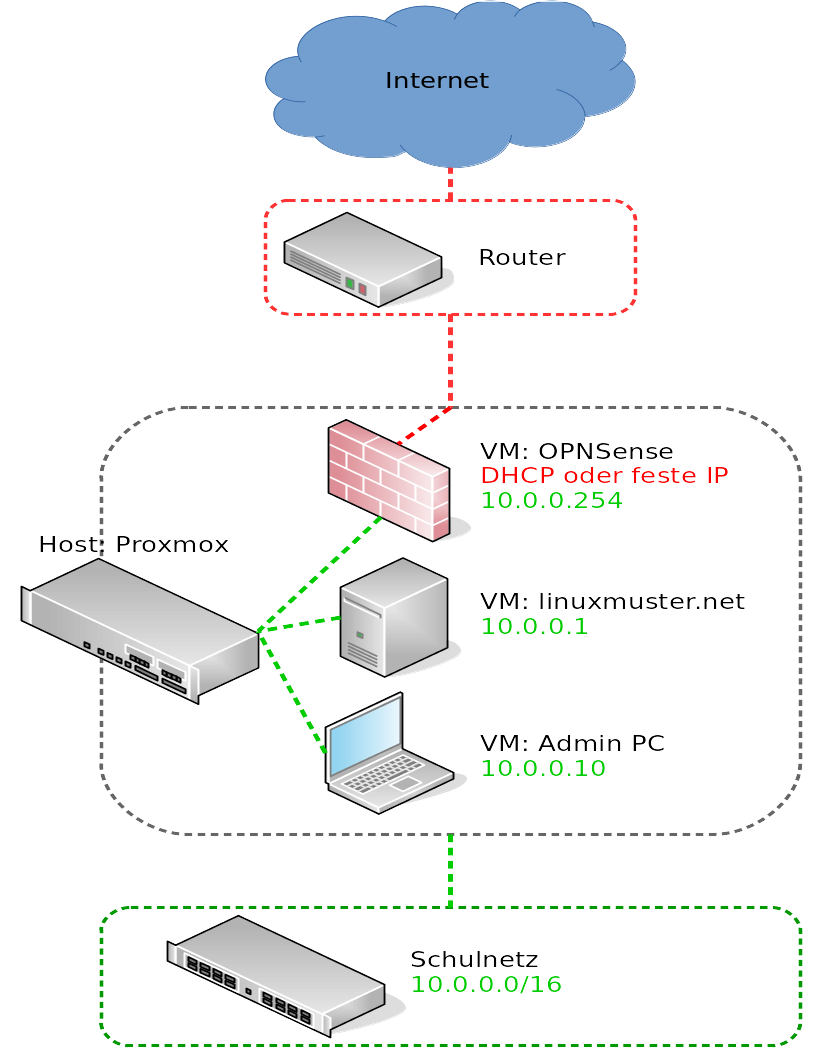 Internet
Router
VM: OPNSense
DHCP oder feste IP
10.0.0.254
Host: Proxmox
VM: linuxmuster.net
10.0.0.1
VM: Admin PC
10.0.0.10
Schulnetz
10.0.0.0/16